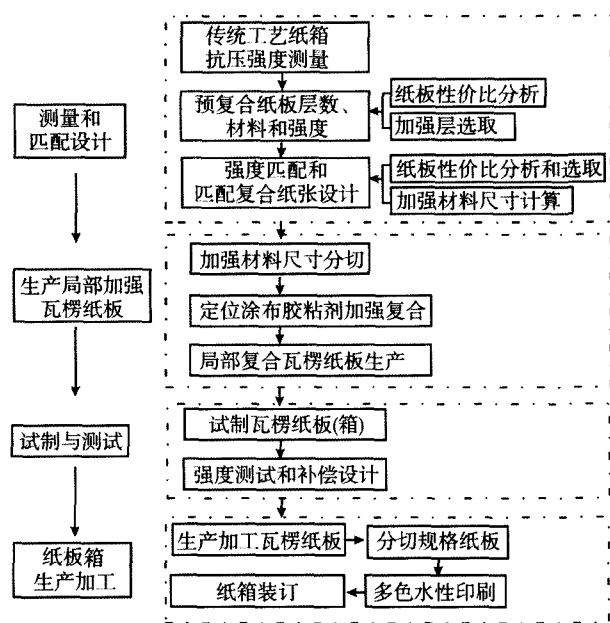 传统工艺纸箱
抗压强度测量
测量和
匹配设计
预复合纸板层数、
材料和强度
纸板性价比分析
加强层选取
强度匹配和
匹配复合纸张设计
纸板性价比分析和选取
加强材料尺寸计算
生产局部加强
瓦楞纸板
加强材料尺寸分切
定位涂布胶粘剂加强复合
局部复合瓦楞纸板生产
试制与测试
试制瓦楞纸板(箱)
强度测试和补偿设计
纸板箱
生产加工
生产加工瓦楞纸板
分切规格纸板
纸箱装订
多色水性印刷